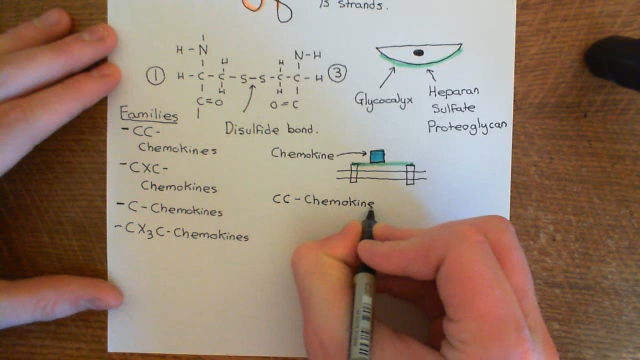 is strands.
H-N
N-H
H
H
① H-C-C-S-S-C-C-H ③
H
H
C=O
O=C
Disulfide bond.
Glycocalyx
Heparan
Sulfate
Proteoglycan
Families
-CC-
Chemokines
-CXC-
Chemokines
-C-Chemokines
-CX₃C-Chemokines
Chemokine
CC-Chemokine